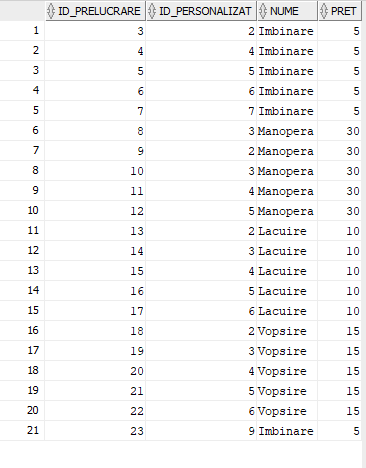 ID_PRELUCRARE ID_PERSONALIZAT NUME PRET
1 3 2 Imbinare 5
2 4 4 Imbinare 5
3 5 5 Imbinare 5
4 6 6 Imbinare 5
5 7 7 Imbinare 5
6 8 3 Manopera 30
7 9 2 Manopera 30
8 10 3 Manopera 30
9 11 4 Manopera 30
10 12 5 Manopera 30
11 13 2 Lacuire 10
12 14 3 Lacuire 10
13 15 4 Lacuire 10
14 16 5 Lacuire 10
15 17 6 Lacuire 10
16 18 2 Vopsire 15
17 19 3 Vopsire 15
18 20 4 Vopsire 15
19 21 5 Vopsire 15
20 22 6 Vopsire 15
21 23 9 Imbinare 5